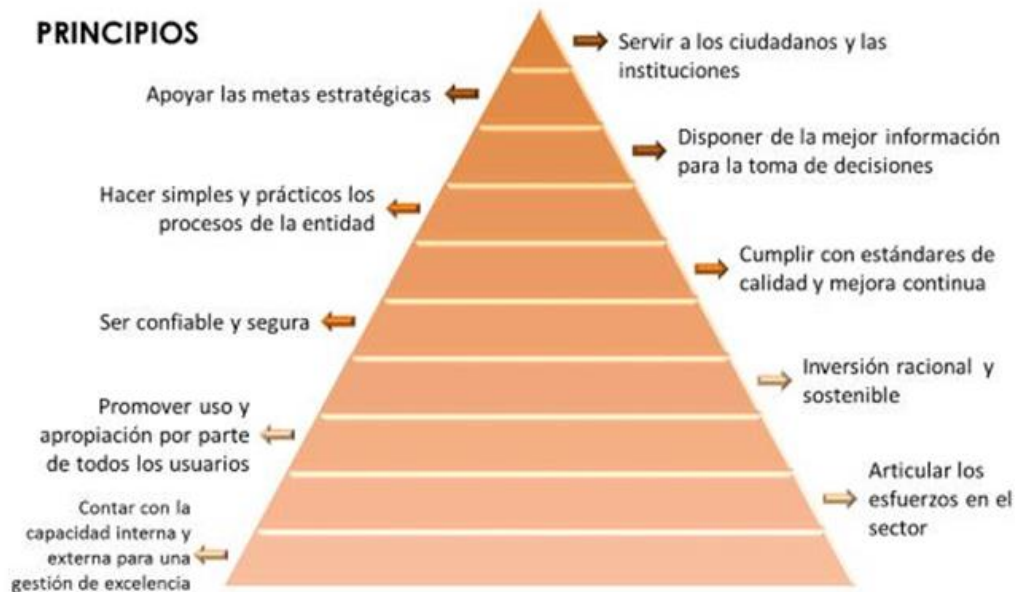 PRINCIPIOS
Servir a los ciudadanos y las
instituciones
Apoyar las metas estratégicas
Disponer de la mejor información
para la toma de decisiones
Hacer simples y prácticos los
procesos de la entidad
Cumplir con estándares de
calidad y mejora continua
Ser confiable y segura
Inversión racional y
sostenible
Promover uso y
apropiación por parte
de todos los usuarios
Articular los
esfuerzos en el
sector
Contar con la
capacidad interna y
externa para una
gestión de excelencia